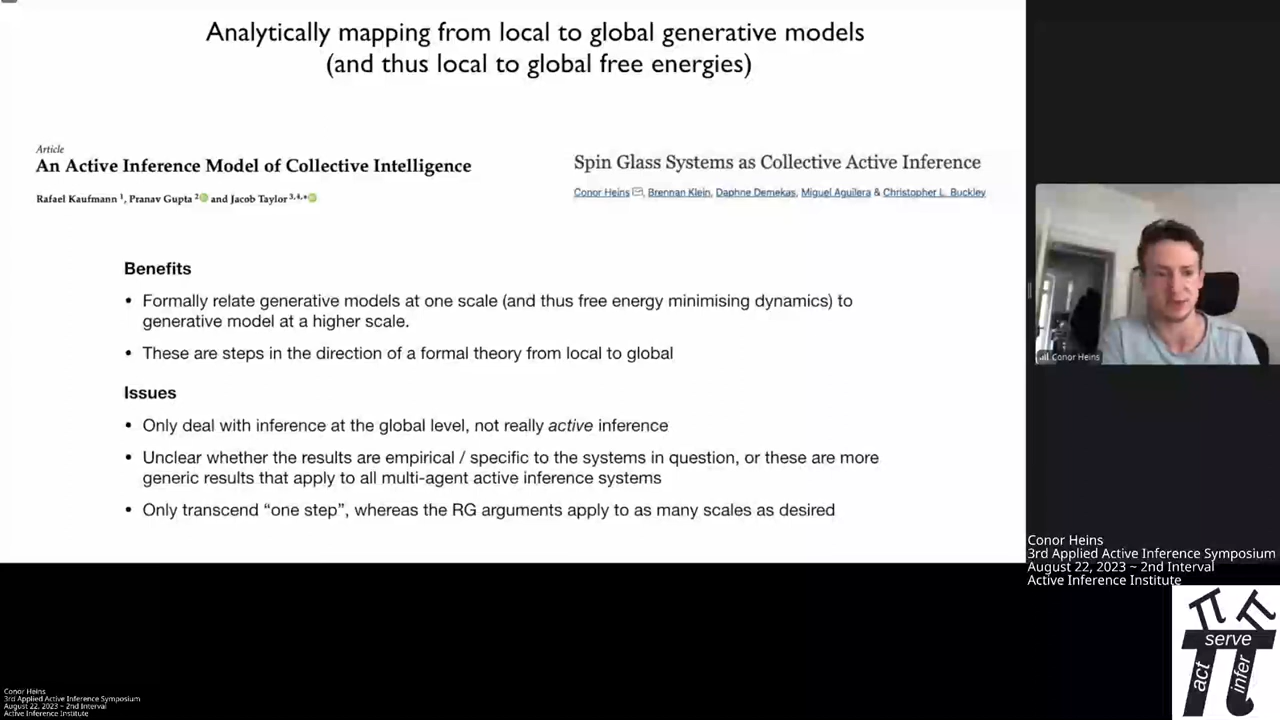 Analytically mapping from local to global generative models
(and thus local to global free energies)
Article
An Active Inference Model of Collective Intelligence
Rafael Kaufmann 1, Pranav Gupta 2 and Jacob Taylor 3,4,*
Spin Glass Systems as Collective Active Inference
Conor Heins, Brennan Klein, Daphne Demekas, Miguel Aguilera & Christopher L. Buckley
Benefits
• Formally relate generative models at one scale (and thus free energy minimising dynamics) to
generative model at a higher scale.
• These are steps in the direction of a formal theory from local to global
Issues
• Only deal with inference at the global level, not really active inference
• Unclear whether the results are empirical / specific to the systems in question, or these are more
generic results that apply to all multi-agent active inference systems
• Only transcend “one step”, whereas the RG arguments apply to as many scales as desired
Conor Heins
Conor Heins
3rd Applied Active Inference Symposium
August 22, 2023 ~ 2nd Interval
Active Inference Institute
serve
act
infer
Conor Heins
3rd Applied Active Inference Symposium
August 22, 2023 ~ 2nd Interval
Active Inference Institute